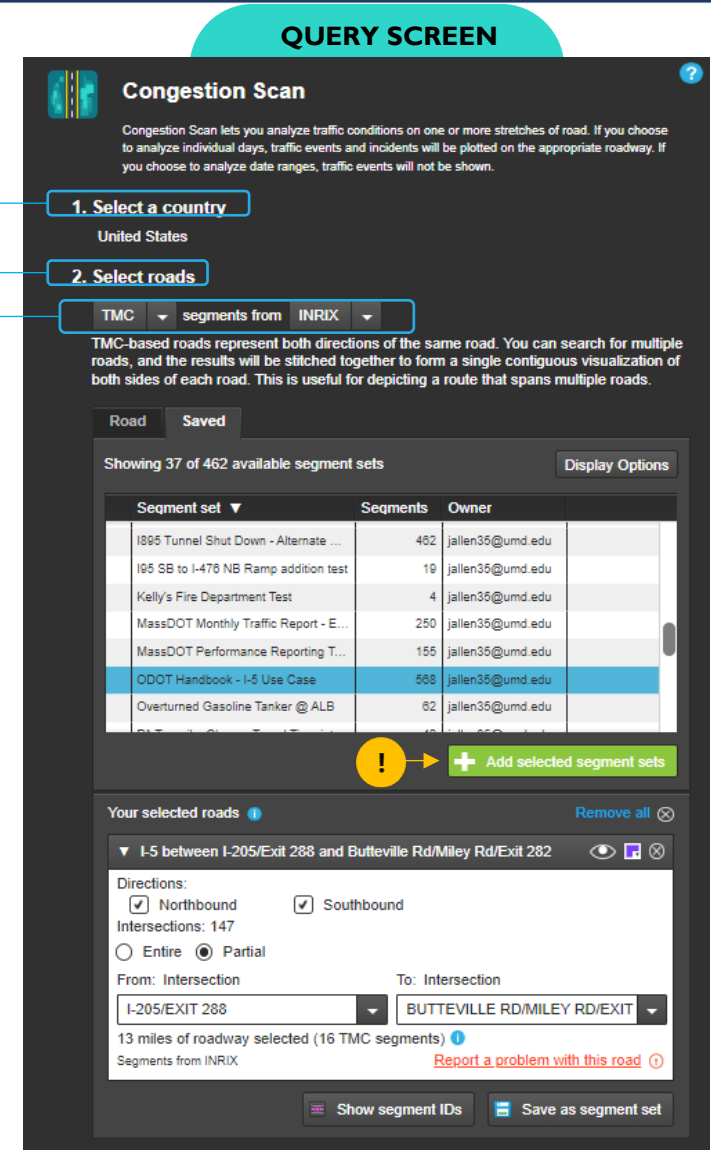 QUERY SCREEN
?
Congestion Scan
Congestion Scan lets you analyze traffic conditions on one or more stretches of road. If you choose
to analyze individual days, traffic events and incidents will be plotted on the appropriate roadway. If
you choose to analyze date ranges, traffic events will not be shown.
1. Select a country
United States
2. Select roads
TMC segments from INRIX
TMC-based roads represent both directions of the same road. You can search for multiple
roads, and the results will be stitched together to form a single contiguous visualization of
both sides of each road. This is useful for depicting a route that spans multiple roads.
Road Saved
Showing 37 of 462 available segment sets Display Options
Segment set ▼ Segments Owner
I895 Tunnel Shut Down - Alternate ... 462 jallen35@umd.edu
I95 SB to I-476 NB Ramp addition test 19 jallen35@umd.edu
Kelly's Fire Department Test 4 jallen35@umd.edu
MassDOT Monthly Traffic Report - E... 250 jallen35@umd.edu
MassDOT Performance Reporting T... 155 jallen35@umd.edu
ODOT Handbook - I-5 Use Case 568 jallen35@umd.edu
Overturned Gasoline Tanker @ ALB 62 jallen35@umd.edu
! Add selected segment sets
Your selected roads Remove all
▼ I-5 between I-205/Exit 288 and Butteville Rd/Miley Rd/Exit 282
Directions:
Northbound Southbound
Intersections: 147
Entire Partial
From: Intersection To: Intersection
I-205/EXIT 288 BUTTEVILLE RD/MILEY RD/EXIT
13 miles of roadway selected (16 TMC segments)
Segments from INRIX Report a problem with this road
Show segment IDs Save as segment set